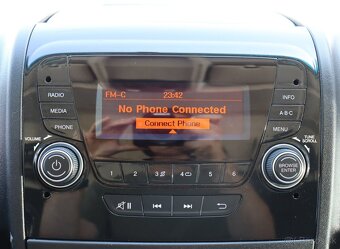 FM-C 23:42
RADIO INFO
No Phone Connected
MEDIA A B C
Connect Phone
PHONE MENU
VOLUME TUNE SCROLL
BROWSE ENTER
1 2 3 4 5 6